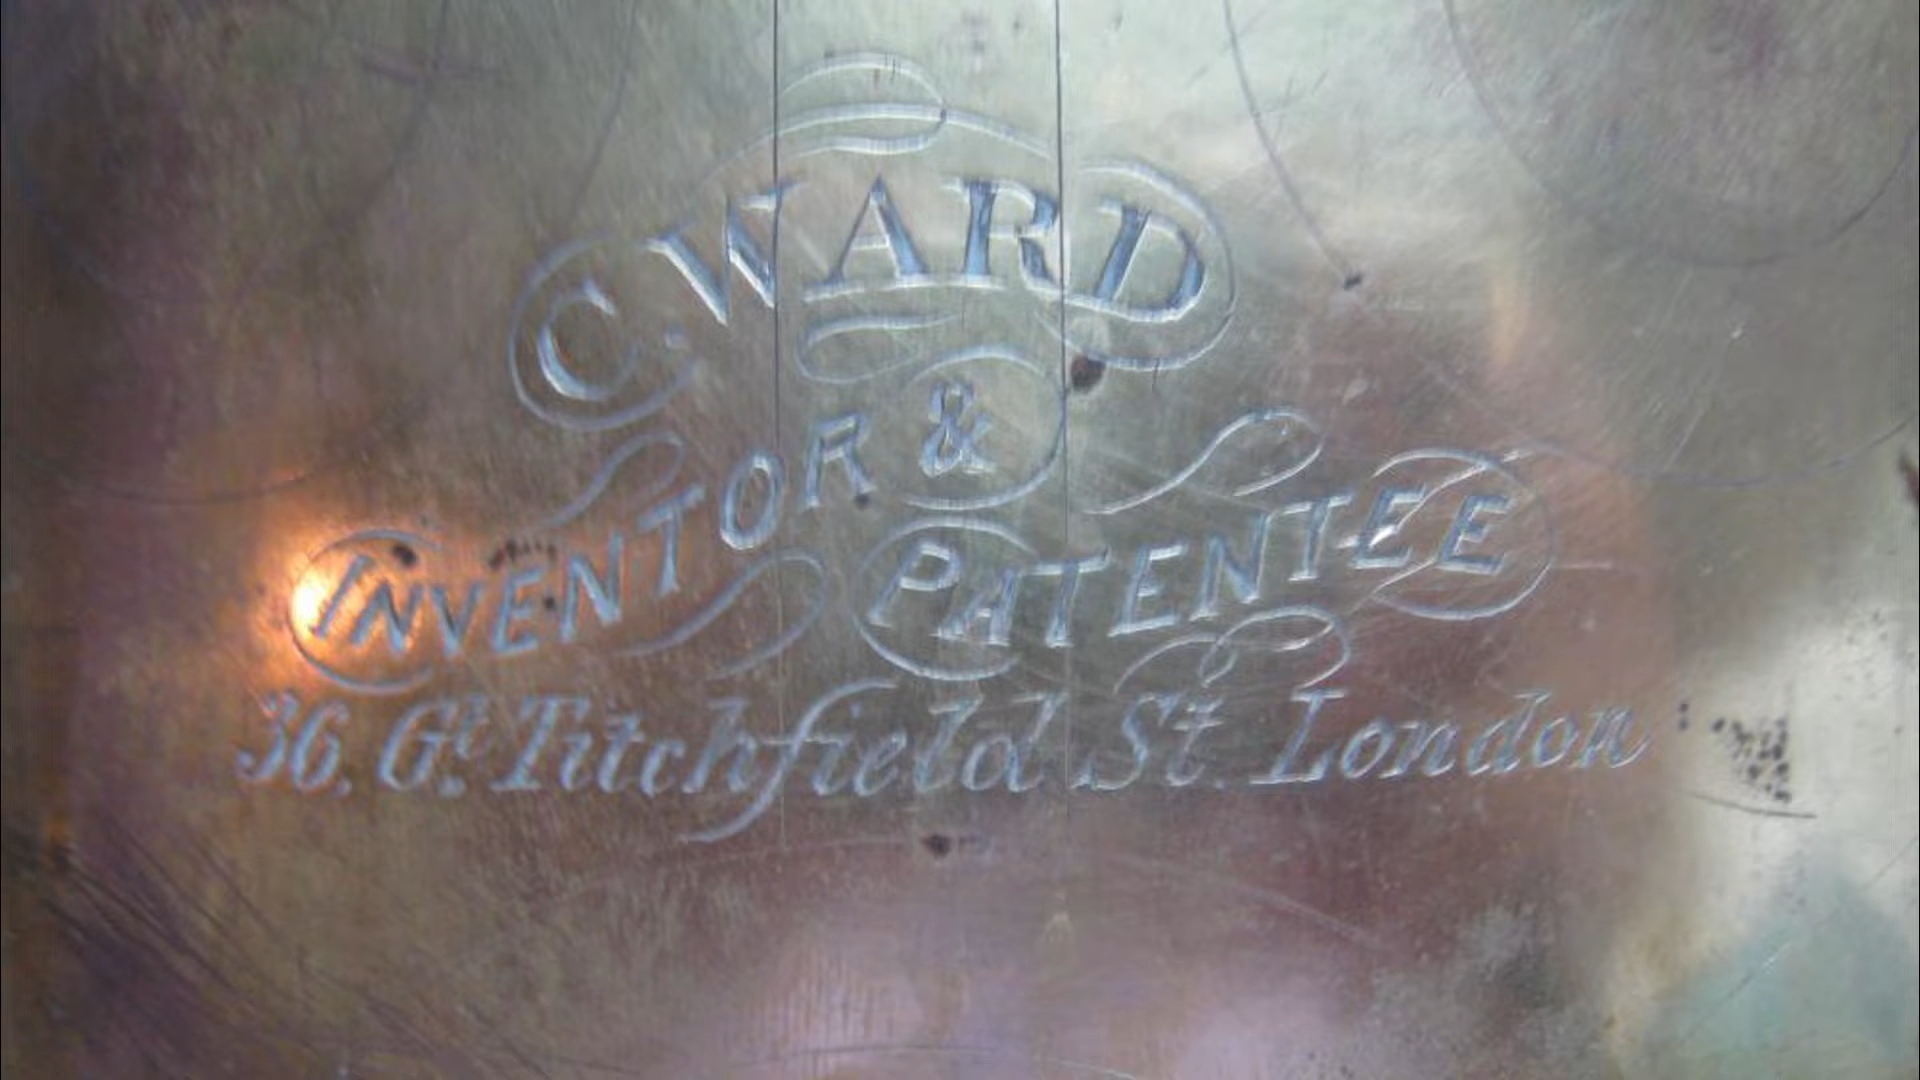 C. WARD
INVENTOR &
PATENTEE
36, Gt. Titchfield St. London